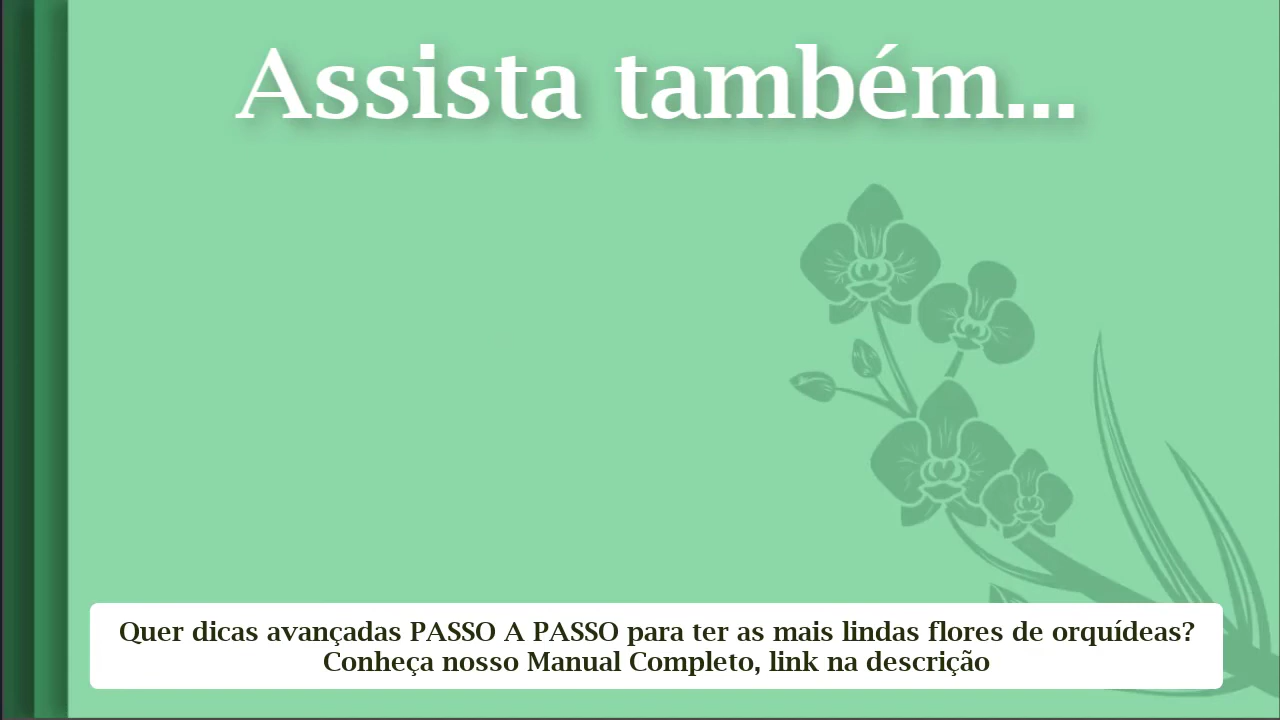 Assista também...
Quer dicas avançadas PASSO A PASSO para ter as mais lindas flores de orquídeas?
Conheça nosso Manual Completo, link na descrição